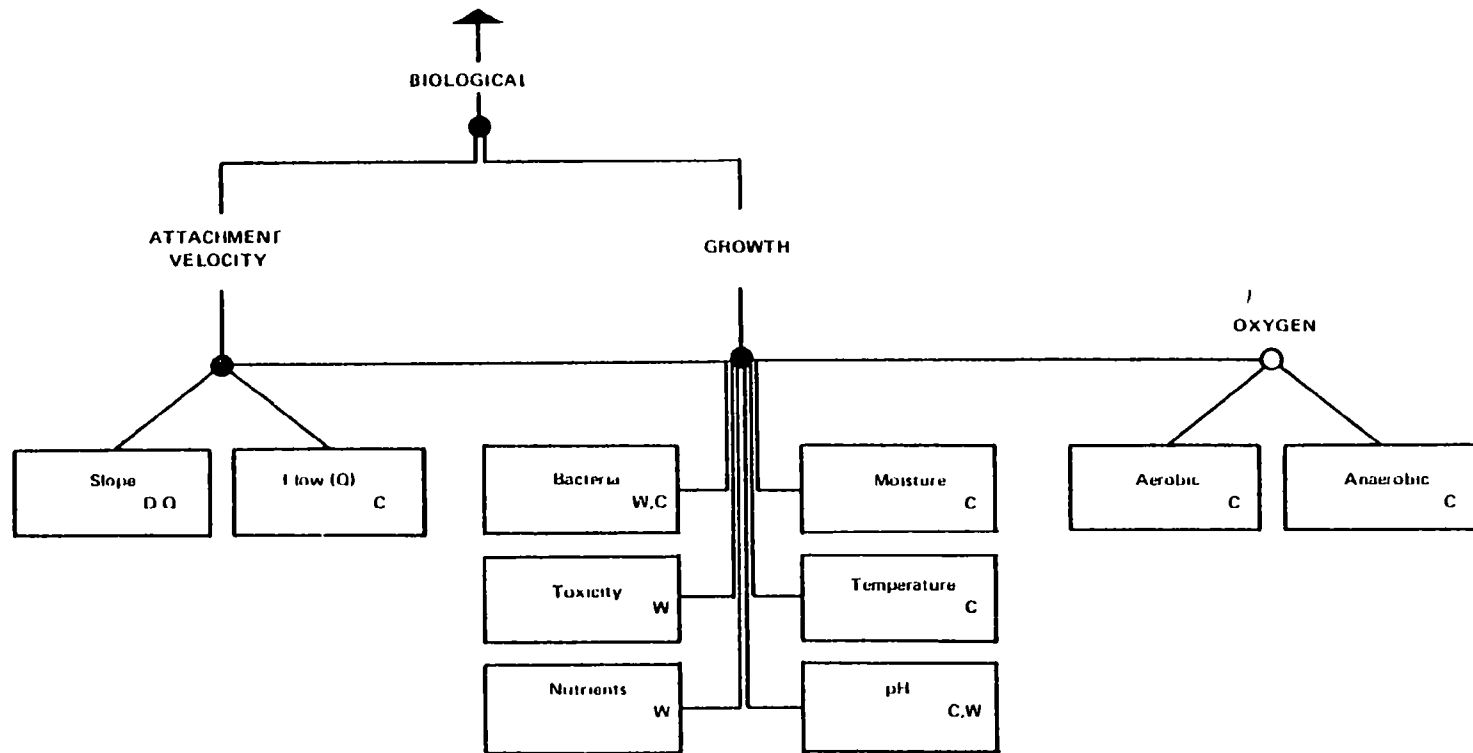 BIOLOGICAL
ATTACHMENT
VELOCITY
GROWTH
OXYGEN
Slope
D.O
Flow (Q)
C
Bacteria
W,C
Moisture
C
Aerobic
C
Anaerobic
C
Toxicity
W
Temperature
C
Nutrients
W
pH
C,W